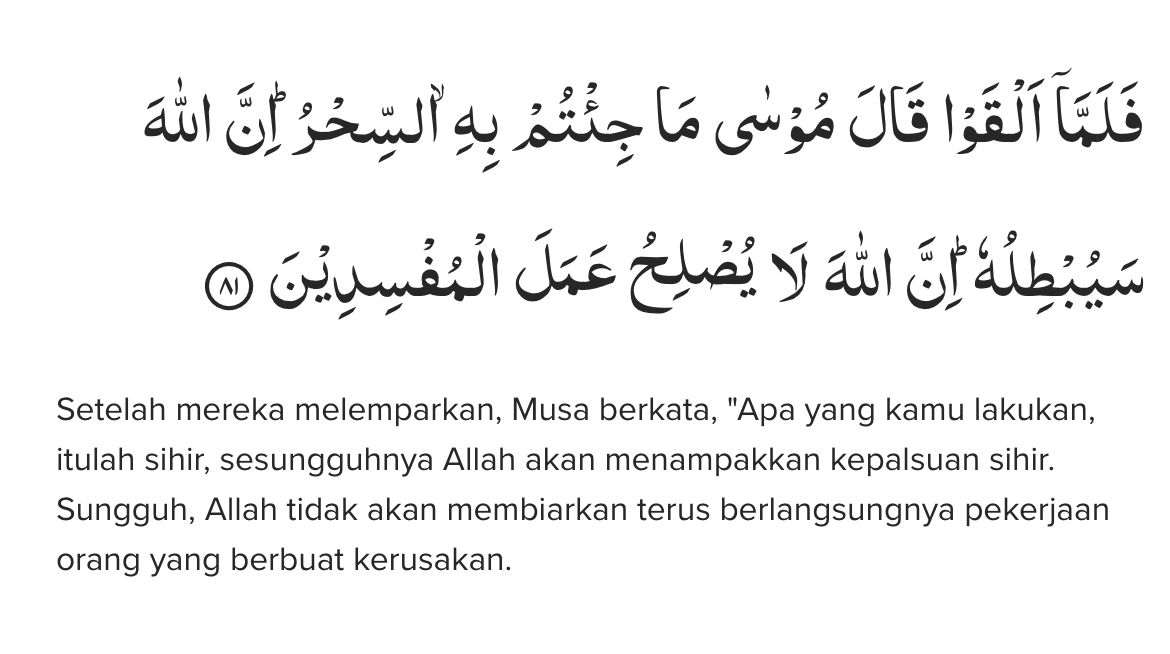 فَلَمَّآ اَلْقَوْا قَالَ مُوْسٰى مَا جِئْتُمْ بِهِ ۙالسِّحْرُۗ اِنَّ اللّٰهَ
سَيُبْطِلُهٗۗ اِنَّ اللّٰهَ لَا يُصْلِحُ عَمَلَ الْمُفْسِدِيْنَ ٨١
Setelah mereka melemparkan, Musa berkata, "Apa yang kamu lakukan,
itulah sihir, sesungguhnya Allah akan menampakkan kepalsuan sihir.
Sungguh, Allah tidak akan membiarkan terus berlangsungnya pekerjaan
orang yang berbuat kerusakan.